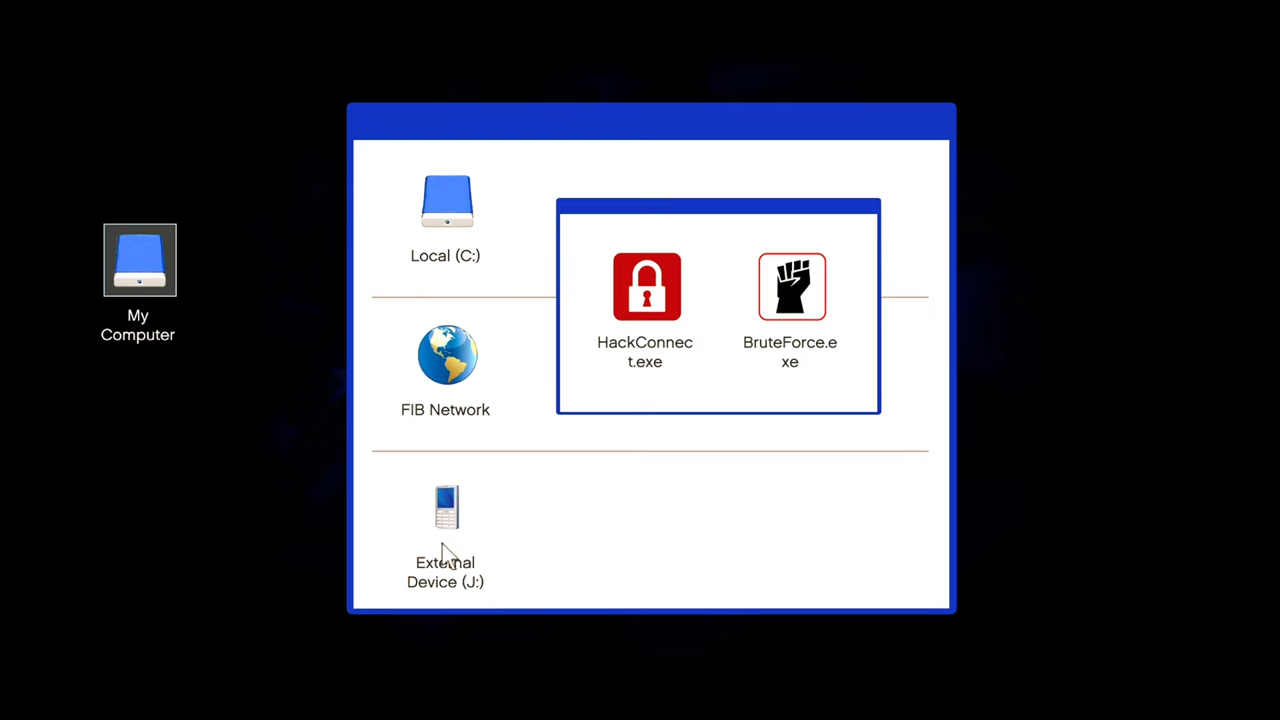 My
Computer
Local (C:)
HackConnec
t.exe
BruteForce.e
xe
FIB Network
External
Device (J:)